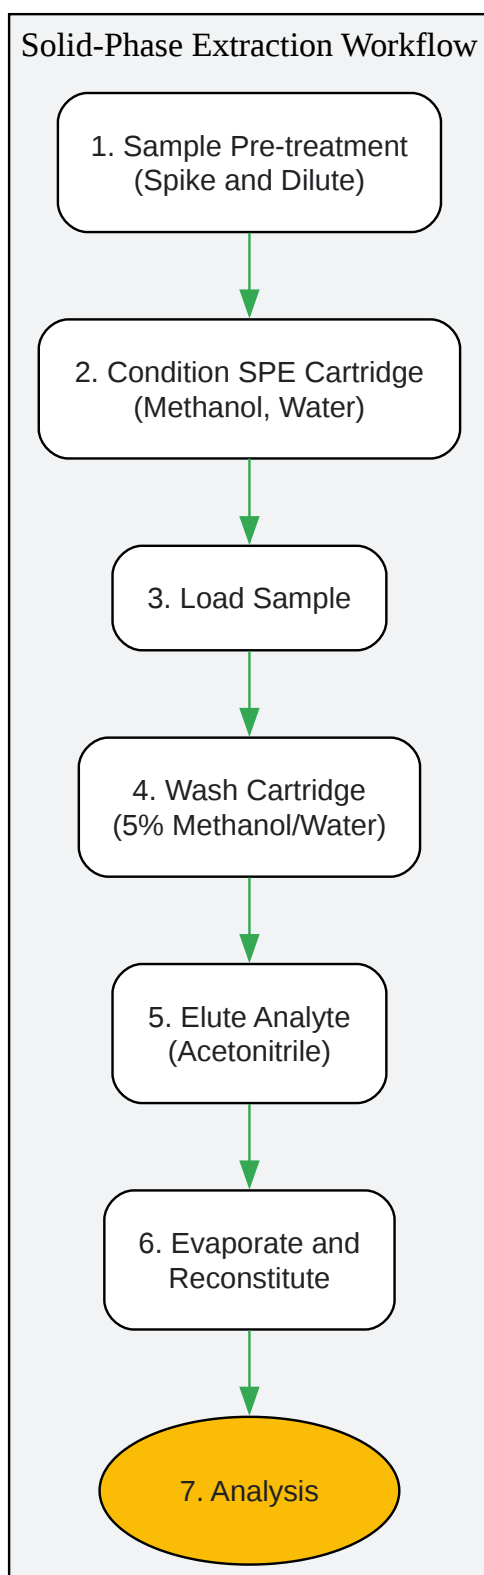 Solid-Phase Extraction Workflow
1. Sample Pre-treatment
(Spike and Dilute)
2. Condition SPE Cartridge
(Methanol, Water)
3. Load Sample
4. Wash Cartridge
(5% Methanol/Water)
5. Elute Analyte
(Acetonitrile)
6. Evaporate and
Reconstitute
7. Analysis